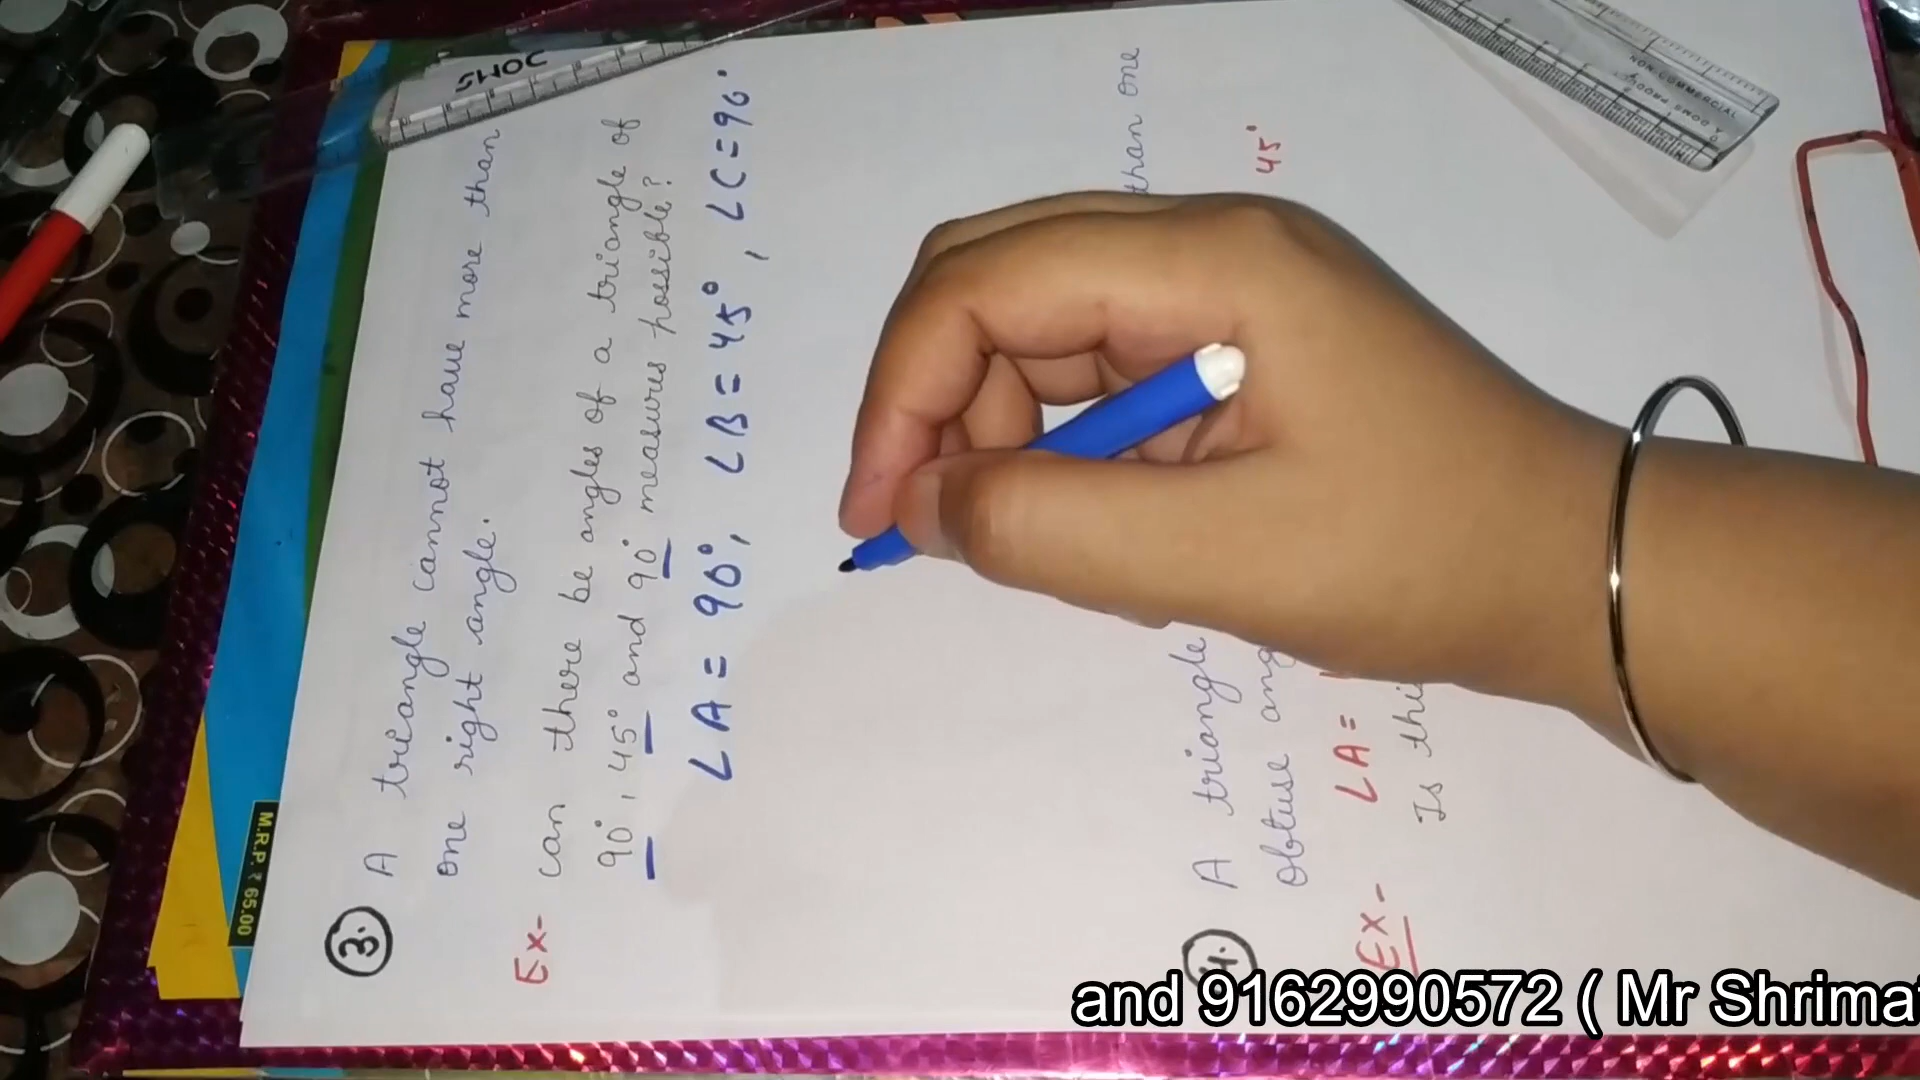 3. A triangle cannot have more than
one right angle.
Ex- can there be angles of a triangle of
90°, 45° and 90° measures possible?
∠A = 90°, ∠B = 45°, ∠C = 90°
4. A triangle than one
obtuse ang
Ex- ∠A = 45°
Is thi
DOMS
NON-COMMERCIAL
M.R.P. ₹ 65.00
and 9162990572 ( Mr Shrimat